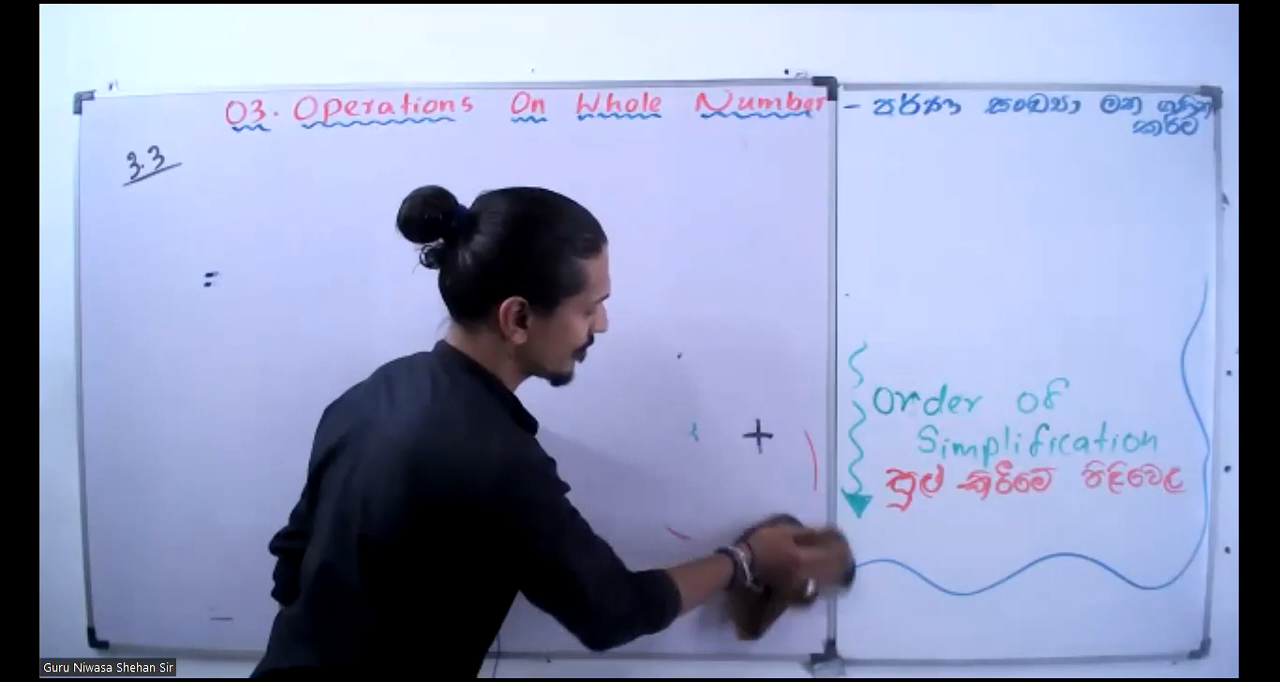 03. Operations On Whole Number - පූර්ණ සංඛ්‍යා මත ගණිත
කර්ම
3.3
=
+
Order of
Simplification
සුළු කිරීමේ පිළිවෙල
Guru Niwasa Shehan Sir